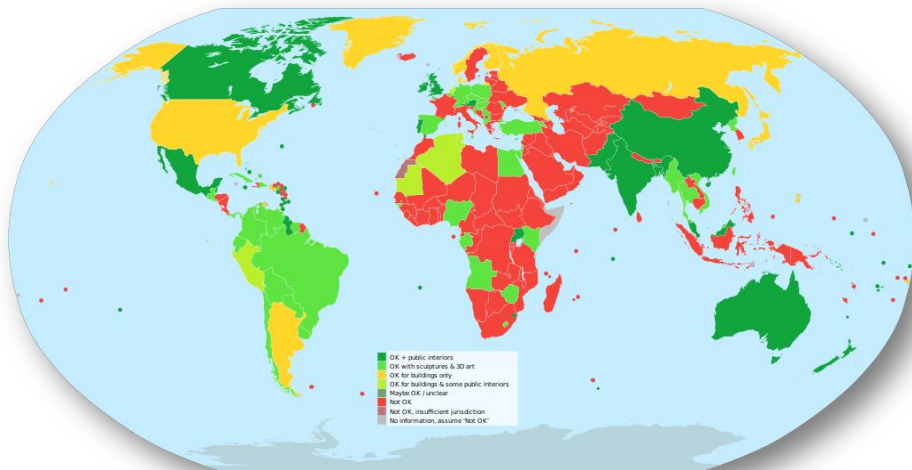 OK + public interiors
OK with sculptures & 3D art
OK for buildings only
OK for buildings & some public interiors
Maybe OK / unclear
Not OK
Not OK, insufficient jurisdiction
No information, assume 'Not OK'